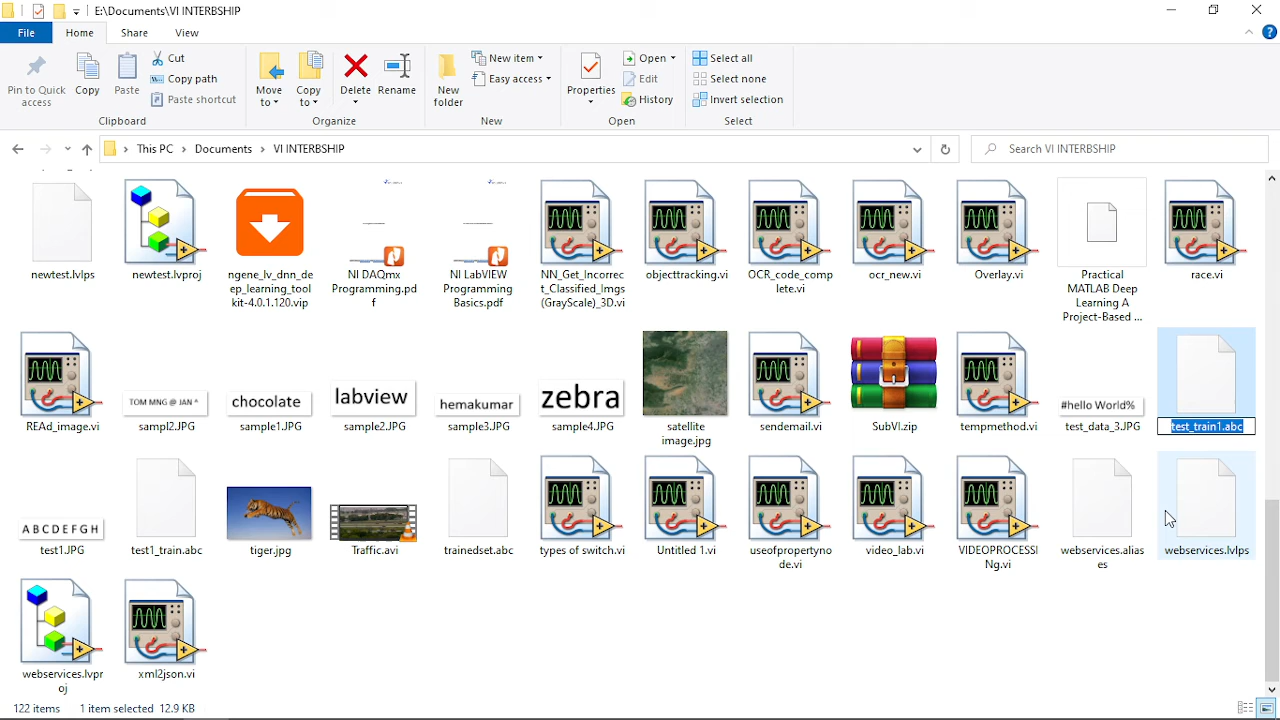 E:\Documents\VI INTERBSHIP
File Home Share View
Pin to Quick access
Copy
Paste
Cut
Copy path
Paste shortcut
Clipboard
Move to
Copy to
Delete
Rename
Organize
New folder
New item
Easy access
New
Properties
Open
Edit
History
Open
Select all
Select none
Invert selection
Select
This PC > Documents > VI INTERBSHIP
Search VI INTERBSHIP
newtest.lvlps
newtest.lvproj
ngene_lv_dnn_de
ep_learning_tool
kit-4.0.1.120.vip
NI DAQmx
Programming.pd
f
NI LabVIEW
Programming
Basics.pdf
NN_Get_Incorrec
t_Classified_Imgs
(GrayScale)_3D.vi
objecttracking.vi
OCR_code_comp
lete.vi
ocr_new.vi
Overlay.vi
Practical
MATLAB Deep
Learning A
Project-Based ...
race.vi
READ_image.vi
TOM MNG @ JAN ^
sampl2.JPG
chocolate
sample1.JPG
labview
sample2.JPG
hemakumar
sample3.JPG
zebra
sample4.JPG
satellite
image.jpg
sendemail.vi
SubVI.zip
tempmethod.vi
#hello World%
test_data_3.JPG
test_train1.abc
A B C D E F G H
test1.JPG
test1_train.abc
tiger.jpg
Traffic.avi
trainedset.abc
types of switch.vi
Untitled 1.vi
useofpropertyno
de.vi
video_lab.vi
VIDEOPROCESSI
Ng.vi
webservices.alias
es
webservices.lvlps
webservices.lvpr
oj
xml2json.vi
122 items 1 item selected 12.9 KB